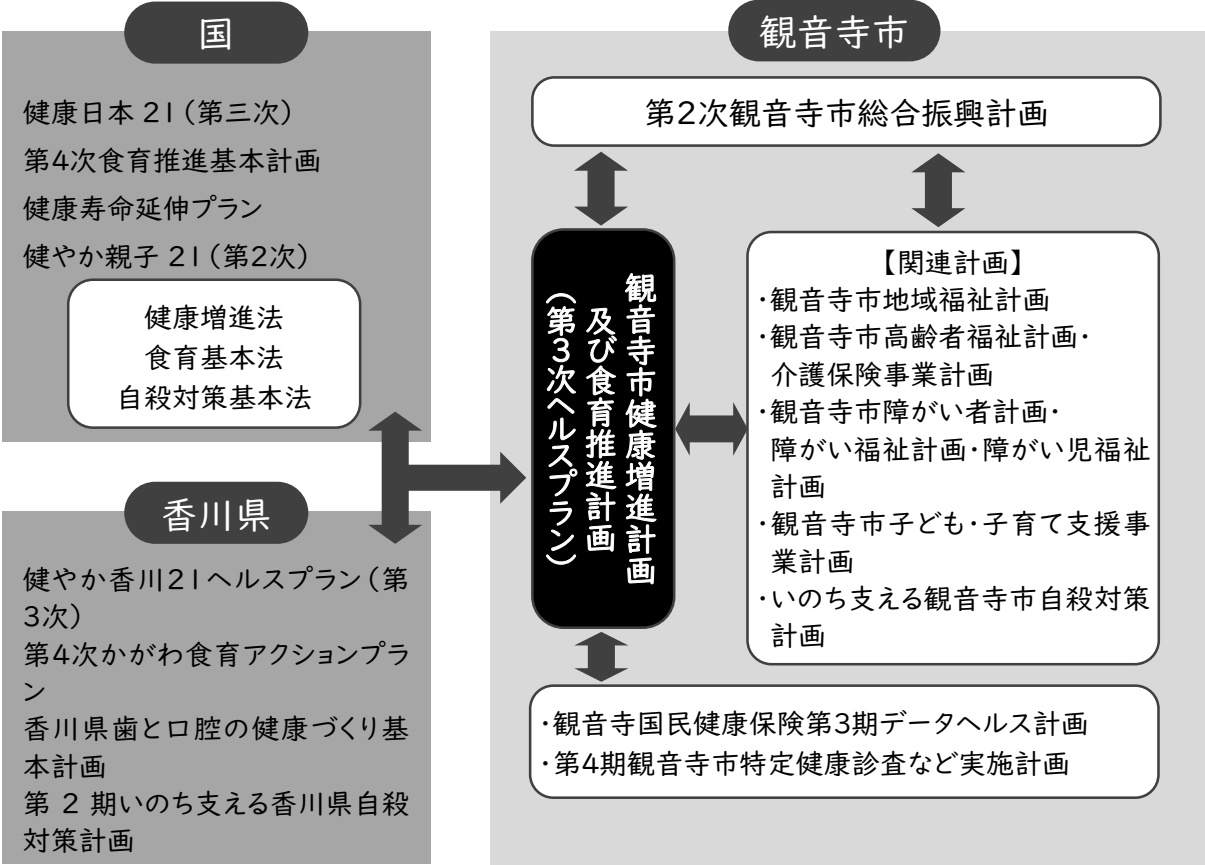 国
健康日本 21（第三次）
第4次食育推進基本計画
健康寿命延伸プラン
健やか親子 21（第2次）
健康増進法
食育基本法
自殺対策基本法
香川県
健やか香川21ヘルスプラン（第
3次）
第4次かがわ食育アクションプラ
ン
香川県歯と口腔の健康づくり基
本計画
第 2 期いのち支える香川県自殺
対策計画
観音寺市
第2次観音寺市総合振興計画
観音寺市健康増進計画
及び食育推進計画
（第3次ヘルスプラン）
【関連計画】
・観音寺市地域福祉計画
・観音寺市高齢者福祉計画・
介護保険事業計画
・観音寺市障がい者計画・
障がい福祉計画・障がい児福祉
計画
・観音寺市子ども・子育て支援事
業計画
・いのち支える観音寺市自殺対策
計画
・観音寺国民健康保険第3期データヘルス計画
・第4期観音寺市特定健康診査など実施計画